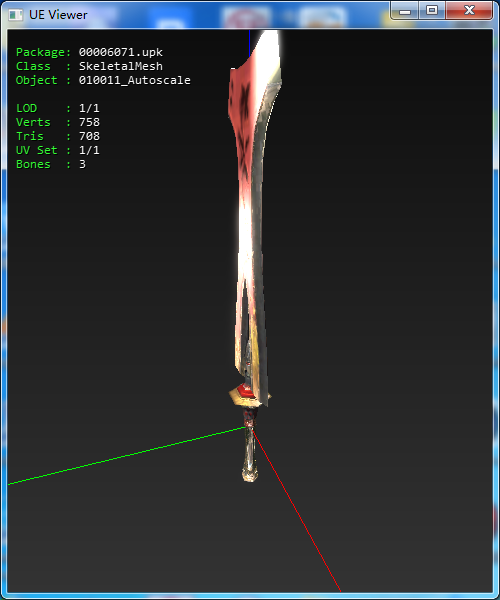 UE Viewer
Package: 00006071.upk
Class : SkeletalMesh
Object : 010011_Autoscale
LOD : 1/1
Verts : 758
Tris : 708
UV Set : 1/1
Bones : 3